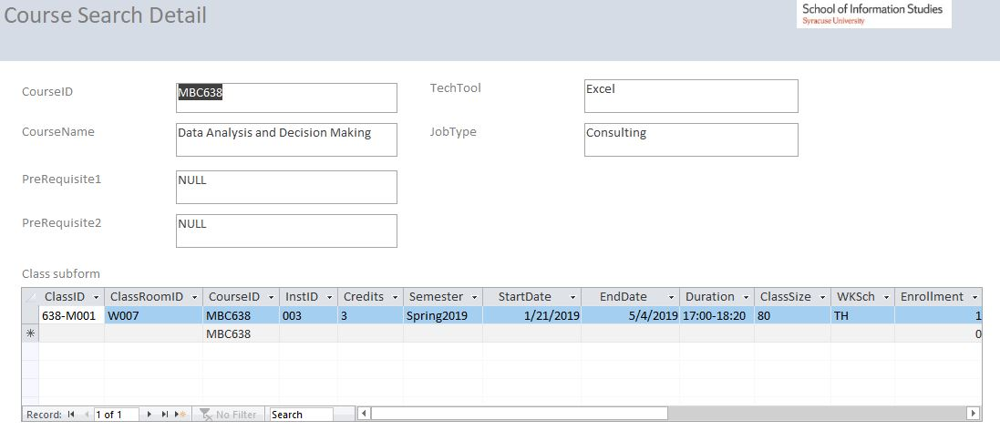 Course Search Detail
School of Information Studies
Syracuse University
CourseID MBC638 TechTool Excel
CourseName Data Analysis and Decision Making JobType Consulting
PreRequisite1 NULL
PreRequisite2 NULL
Class subform
ClassID ClassRoomID CourseID InstID Credits Semester StartDate EndDate Duration ClassSize WKSch Enrollment
638-M001 W007 MBC638 003 3 Spring2019 1/21/2019 5/4/2019 17:00-18:20 80 TH 1
MBC638 0
Record: 1 of 1 No Filter Search